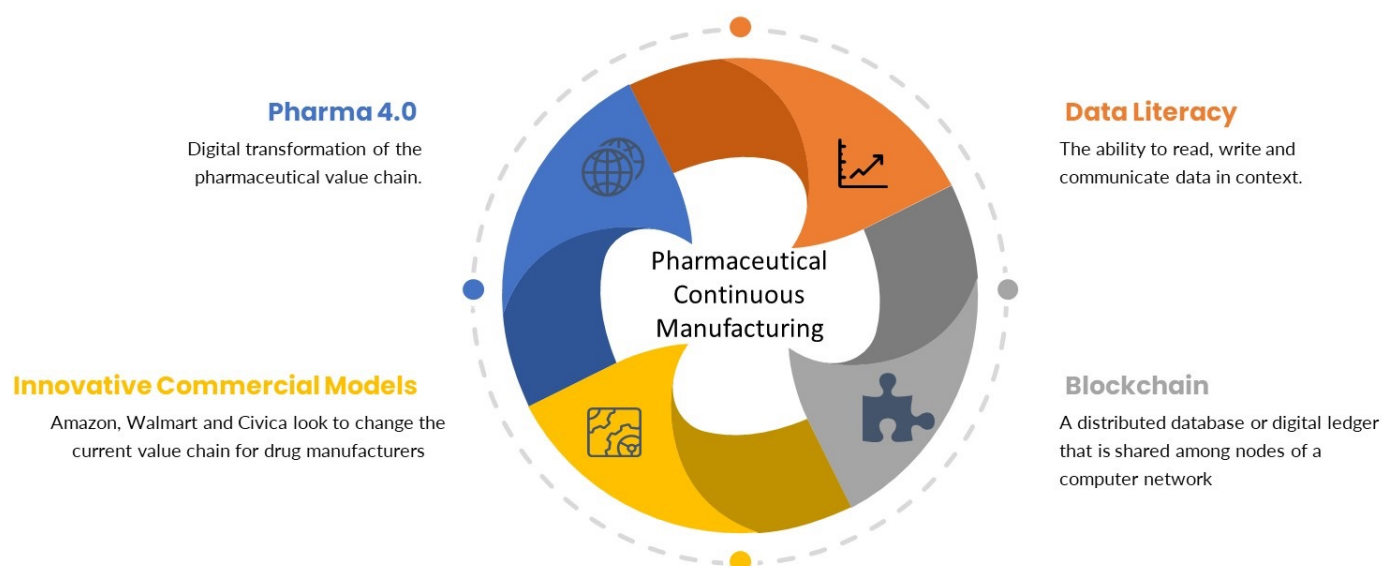 Pharma 4.0
Digital transformation of the
pharmaceutical value chain.
Data Literacy
The ability to read, write and
communicate data in context.
Pharmaceutical
Continuous
Manufacturing
Innovative Commercial Models
Amazon, Walmart and Civica look to change the
current value chain for drug manufacturers
Blockchain
A distributed database or digital ledger
that is shared among nodes of a
computer network